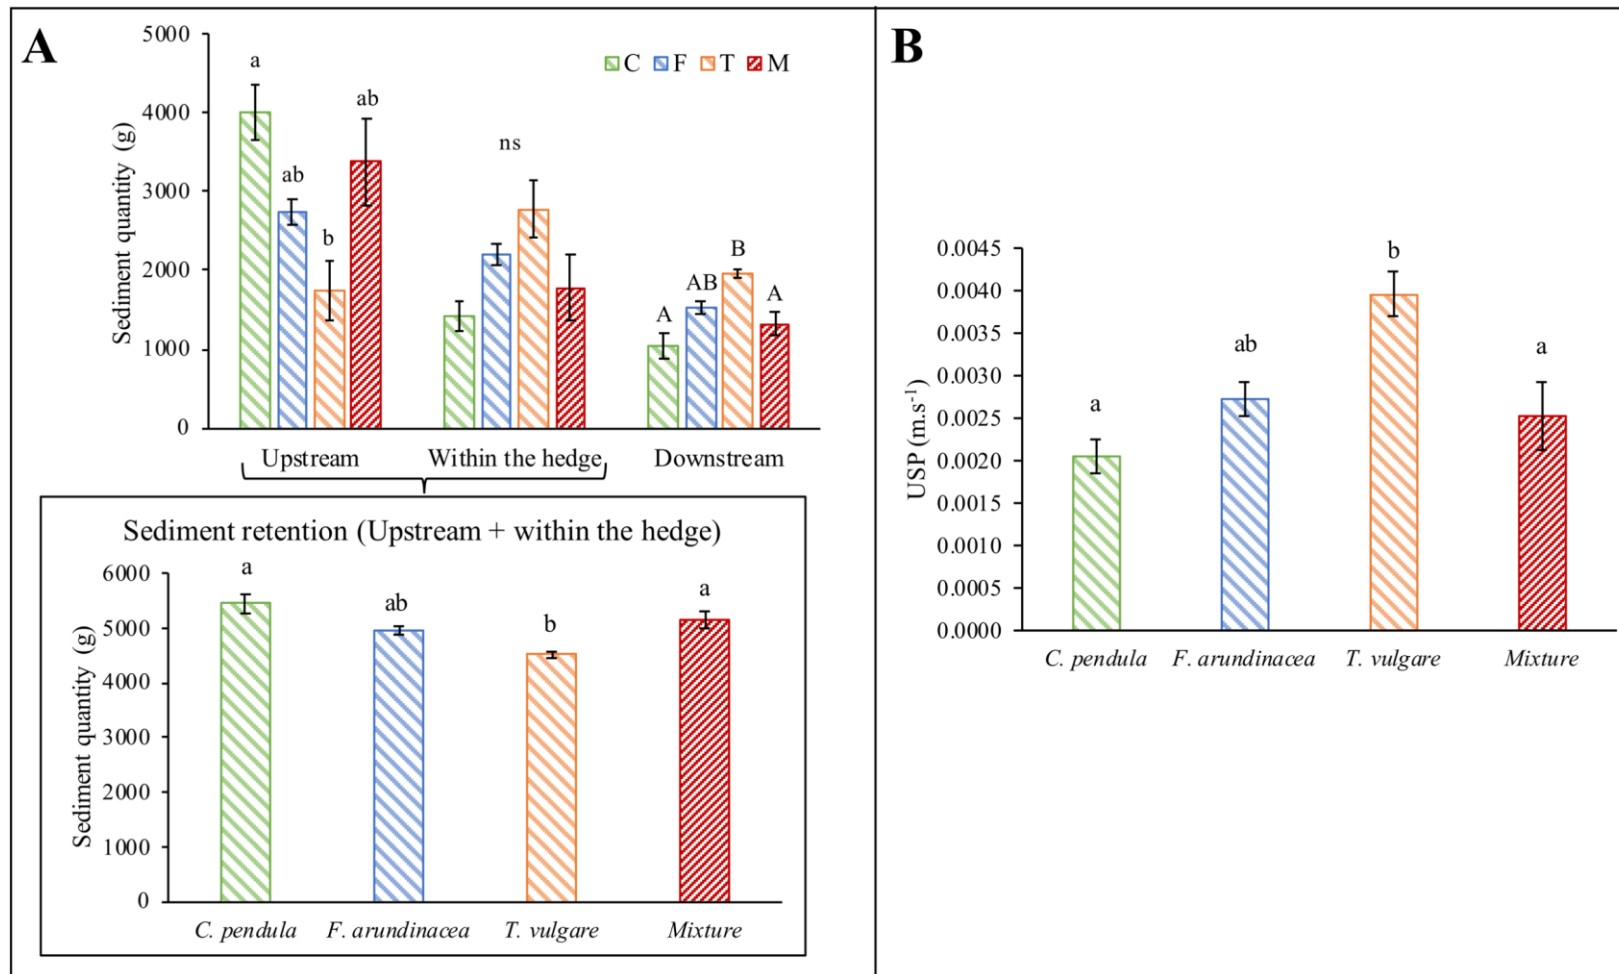 A
Sediment quantity (g)
5000
4000
3000
2000
1000
0
C F T M
a
ab
b
ab
ns
A
AB
B
A
Upstream
Within the hedge
Downstream
Sediment retention (Upstream + within the hedge)
Sediment quantity (g)
6000
5000
4000
3000
2000
1000
0
a
ab
b
a
C. pendula
F. arundinacea
T. vulgare
Mixture
B
USP (m.s⁻¹)
0.0045
0.0040
0.0035
0.0030
0.0025
0.0020
0.0015
0.0010
0.0005
0.0000
a
ab
b
a
C. pendula
F. arundinacea
T. vulgare
Mixture